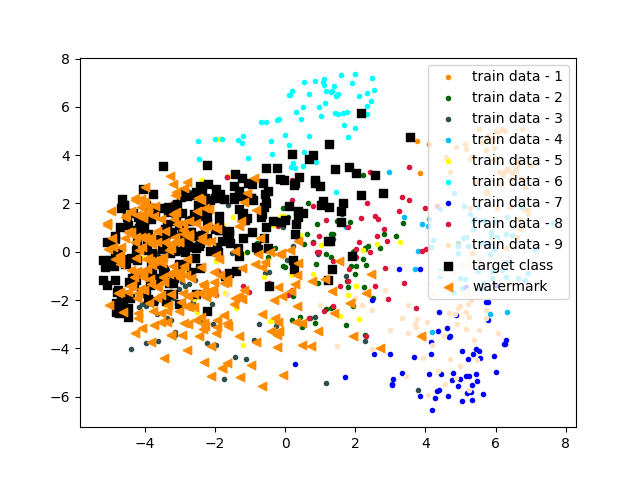 8
6
4
2
0
−2
−4
−6
−4
−2
0
2
4
6
8
train data - 1
train data - 2
train data - 3
train data - 4
train data - 5
train data - 6
train data - 7
train data - 8
train data - 9
target class
watermark